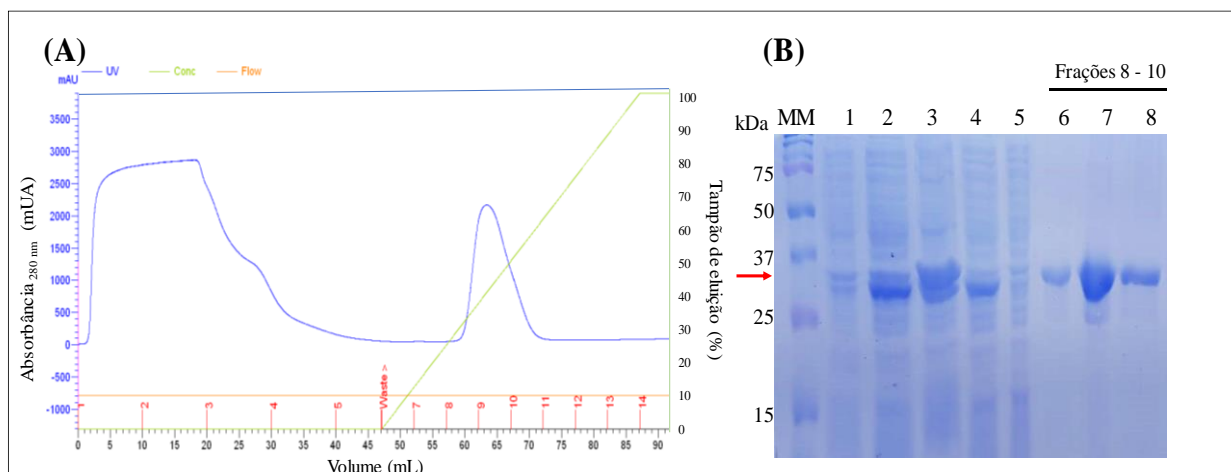 (A)
UV Conc Flow
mAU
3500
3000
2500
2000
1500
1000
500
0
-500
-1000
Absorbância 280 nm (mUA)
100
90
80
70
60
50
40
30
20
10
0
Tampão de eluição (%)
1 2 3 4 5 Waste > 7 8 9 10 11 12 13 14
0 5 10 15 20 25 30 35 40 45 50 55 60 65 70 75 80 85 90
Volume (mL)
(B)
Frações 8 - 10
kDa MM 1 2 3 4 5 6 7 8
75
50
37
25
15